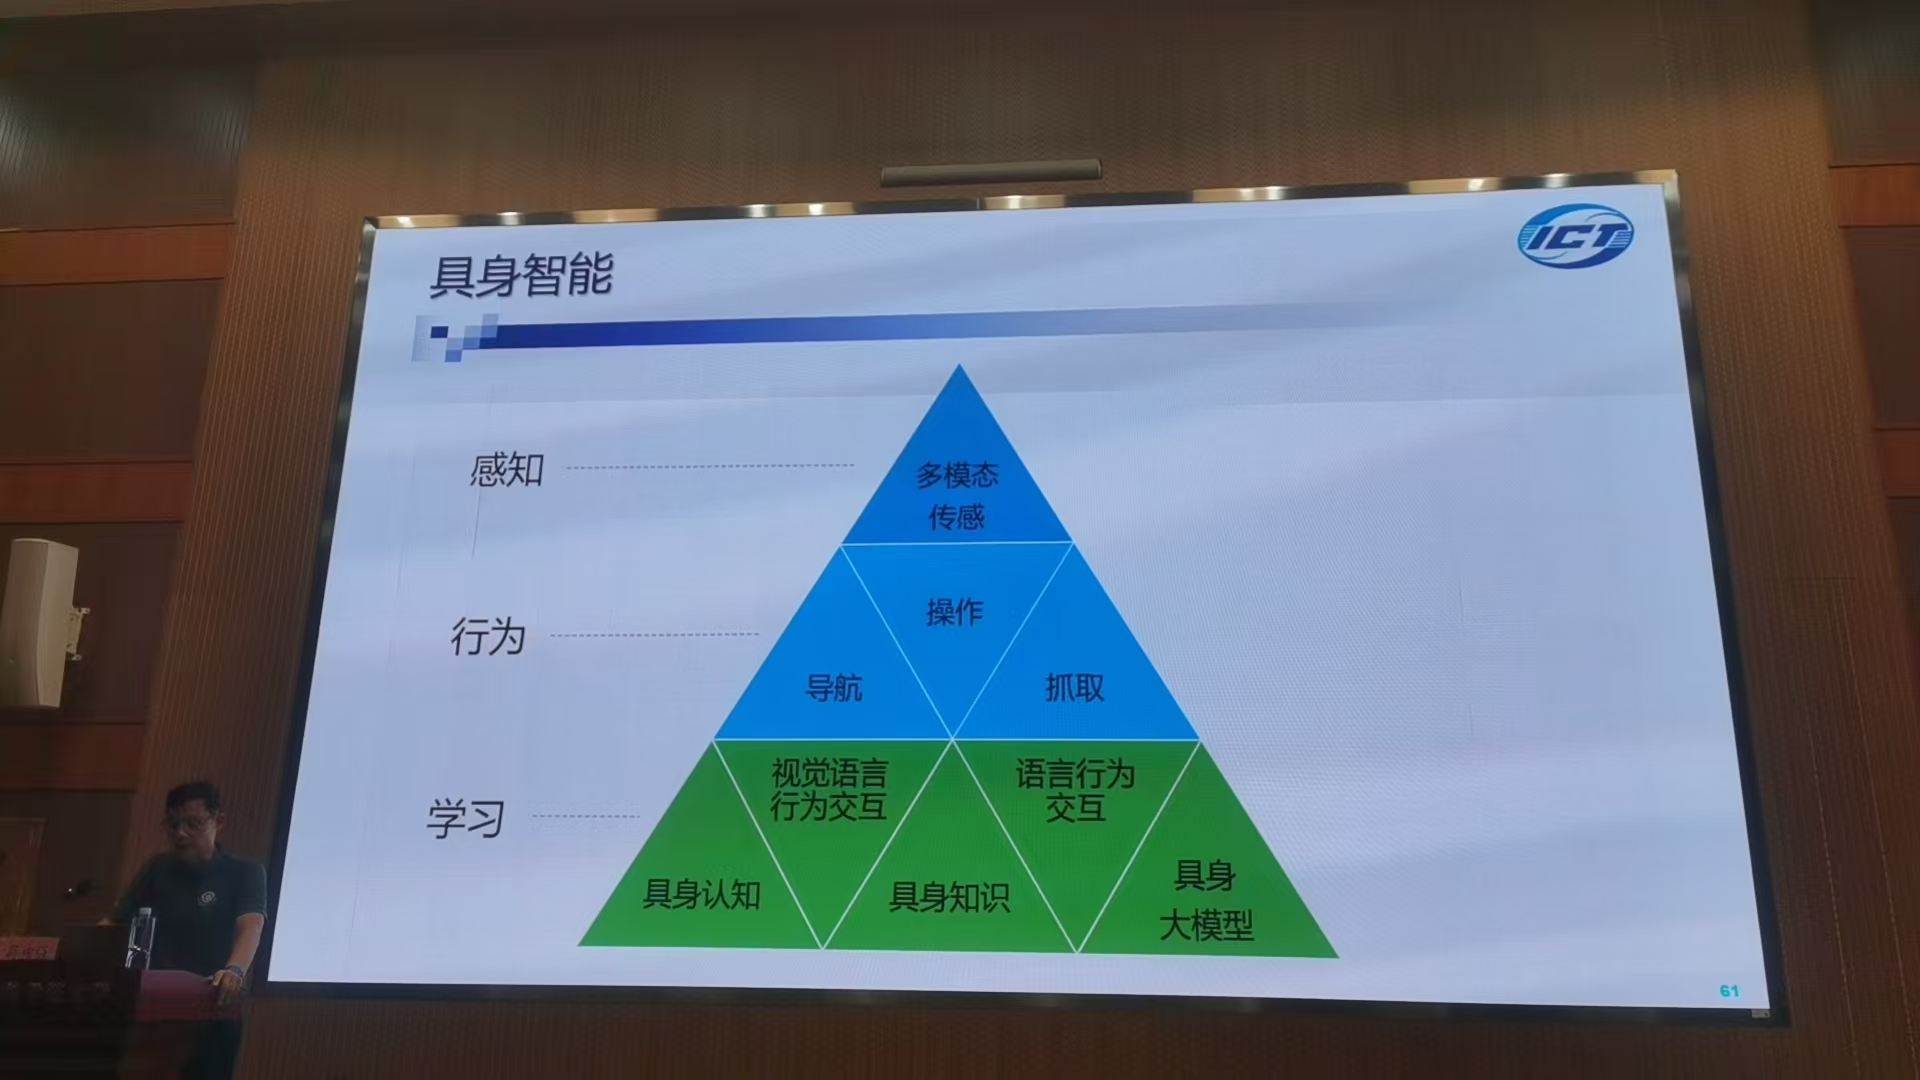 具身智能
ICT
感知
多模态
传感
行为
操作
导航
抓取
学习
视觉语言
行为交互
语言行为
交互
具身认知
具身知识
具身
大模型
61